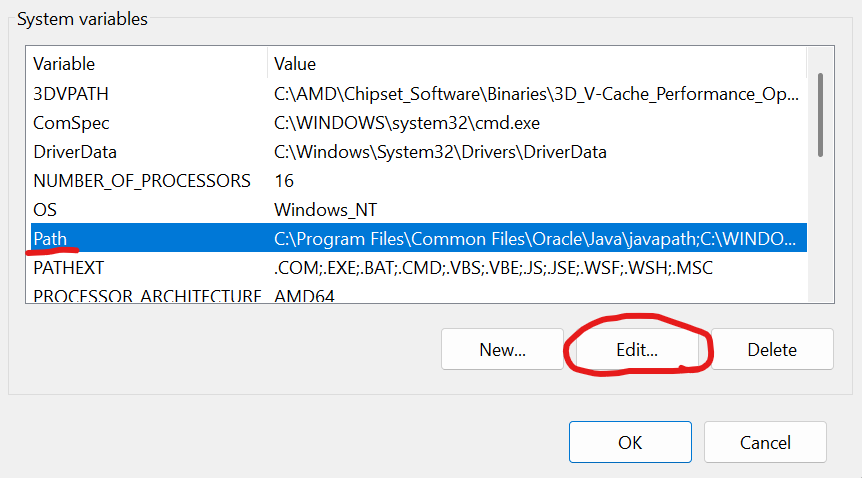 System variables
Variable Value
3DVPATH C:\AMD\Chipset_Software\Binaries\3D_V-Cache_Performance_Op...
ComSpec C:\WINDOWS\system32\cmd.exe
DriverData C:\Windows\System32\Drivers\DriverData
NUMBER_OF_PROCESSORS 16
OS Windows_NT
Path C:\Program Files\Common Files\Oracle\Java\javapath;C:\WINDO...
PATHEXT .COM;.EXE;.BAT;.CMD;.VBS;.VBE;.JS;.JSE;.WSF;.WSH;.MSC
PROCESSOR_ARCHITECTURE AMD64
New... Edit... Delete
OK Cancel